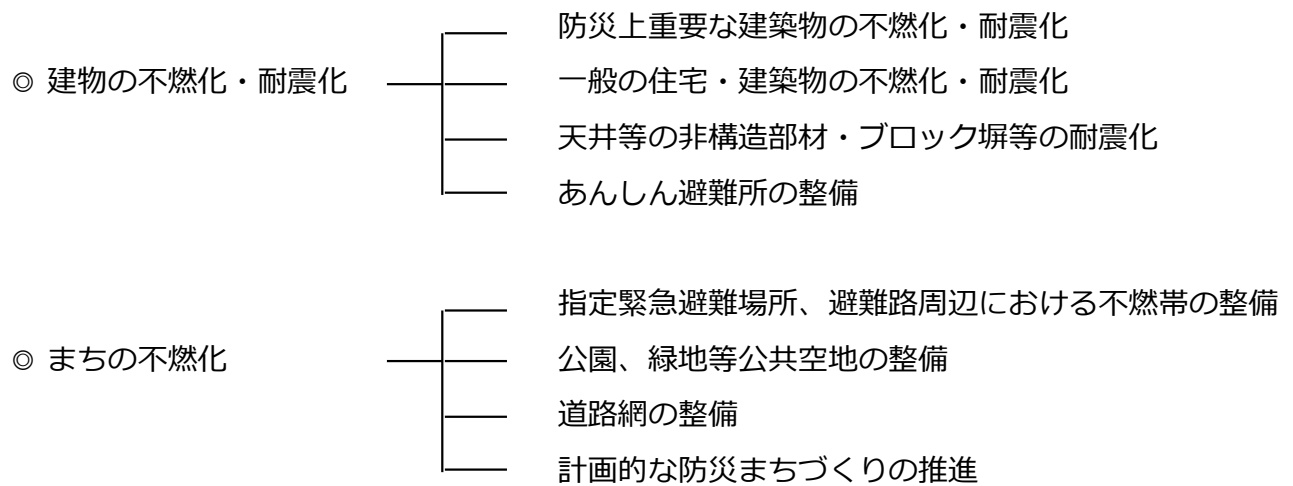 防災上重要な建築物の不燃化・耐震化
◎ 建物の不燃化・耐震化
一般の住宅・建築物の不燃化・耐震化
天井等の非構造部材・ブロック塀等の耐震化
あんしん避難所の整備
指定緊急避難場所、避難路周辺における不燃帯の整備
◎ まちの不燃化
公園、緑地等公共空地の整備
道路網の整備
計画的な防災まちづくりの推進